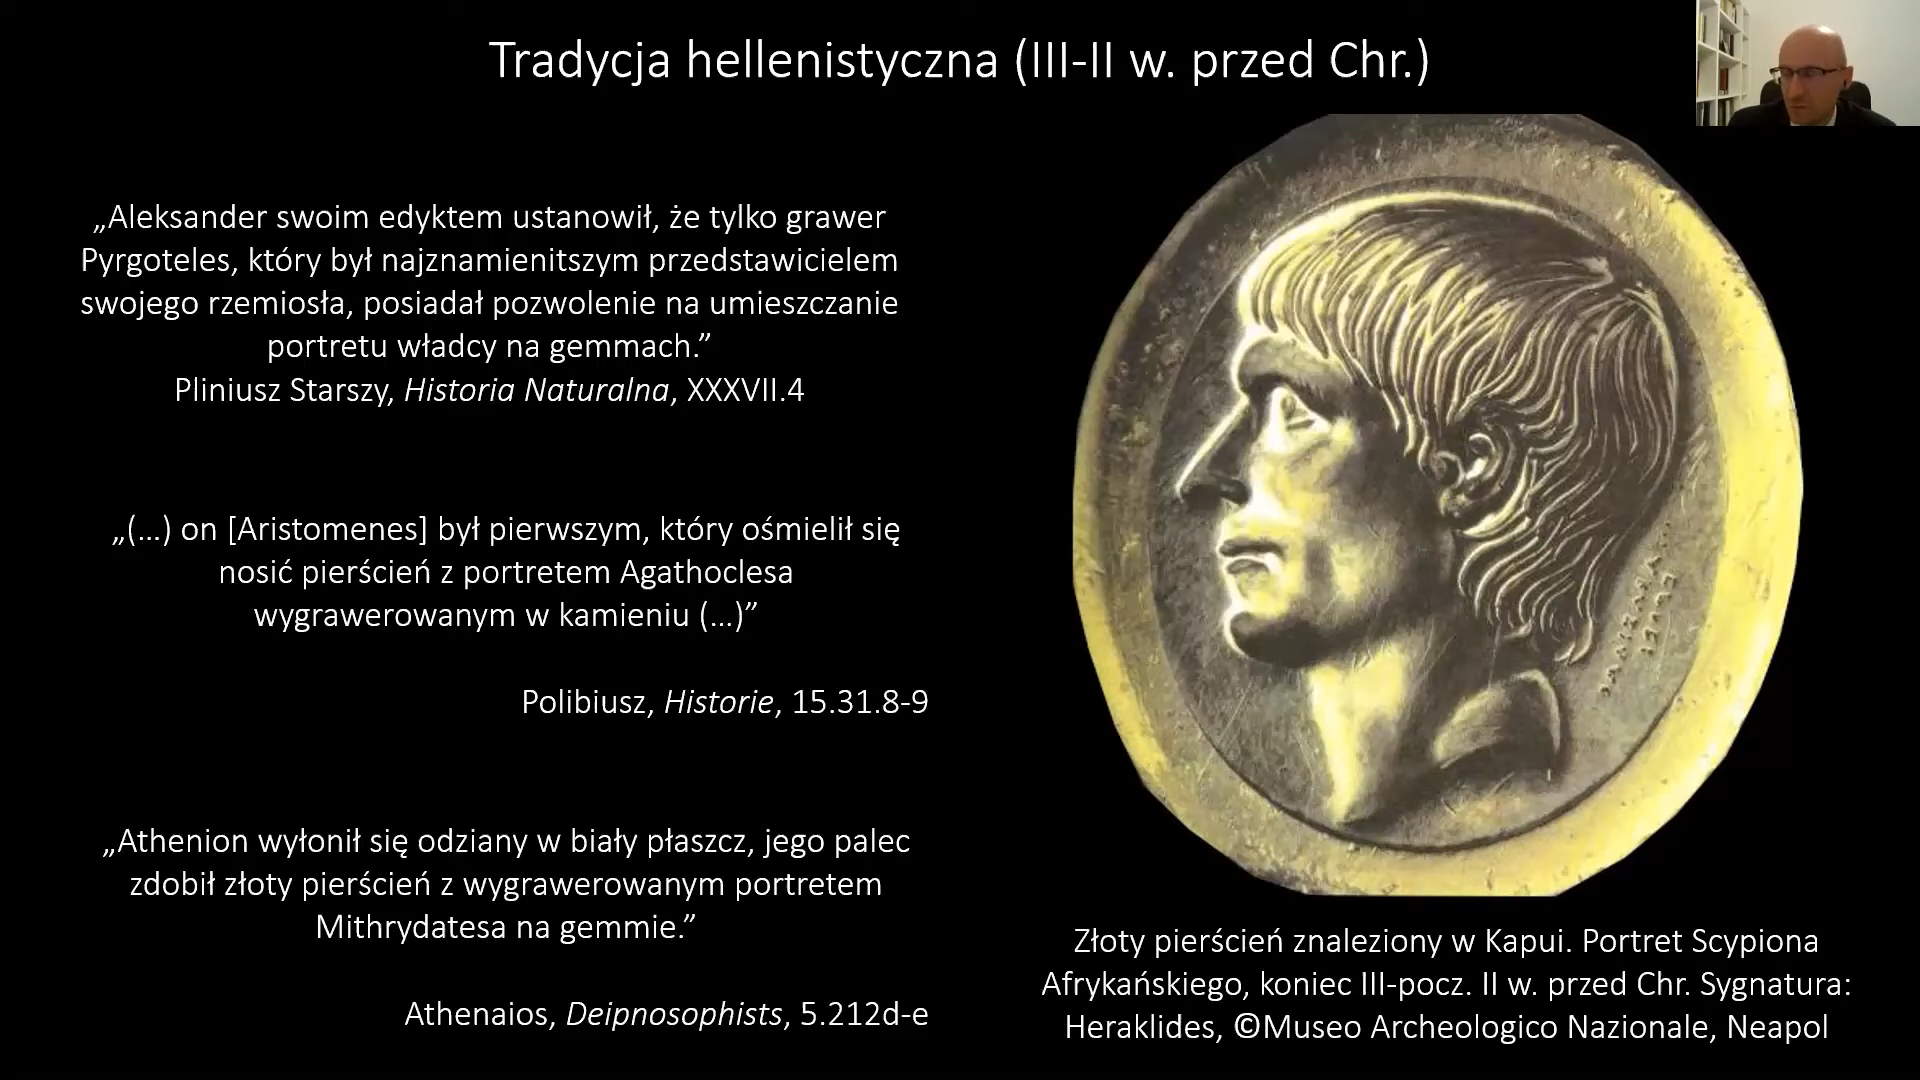 Tradycja hellenistyczna (III-II w. przed Chr.)
„Aleksander swoim edyktem ustanowił, że tylko grawer
Pyrgoteles, który był najznamienitszym przedstawicielem
swojego rzemiosła, posiadał pozwolenie na umieszczanie
portretu władcy na gemmach.”
Pliniusz Starszy, Historia Naturalna, XXXVII.4
„(...) on [Aristomenes] był pierwszym, który ośmielił się
nosić pierścień z portretem Agathoclesa
wygrawerowanym w kamieniu (...)”
Polibiusz, Historie, 15.31.8-9
„Athenion wyłonił się odziany w biały płaszcz, jego palec
zdobił złoty pierścień z wygrawerowanym portretem
Mithrydatesa na gemmie.”
Athenaios, Deipnosophists, 5.212d-e
Złoty pierścień znaleziony w Kapui. Portret Scypiona
Afrykańskiego, koniec III-pocz. II w. przed Chr. Sygnatura:
Heraklides, ©Museo Archeologico Nazionale, Neapol